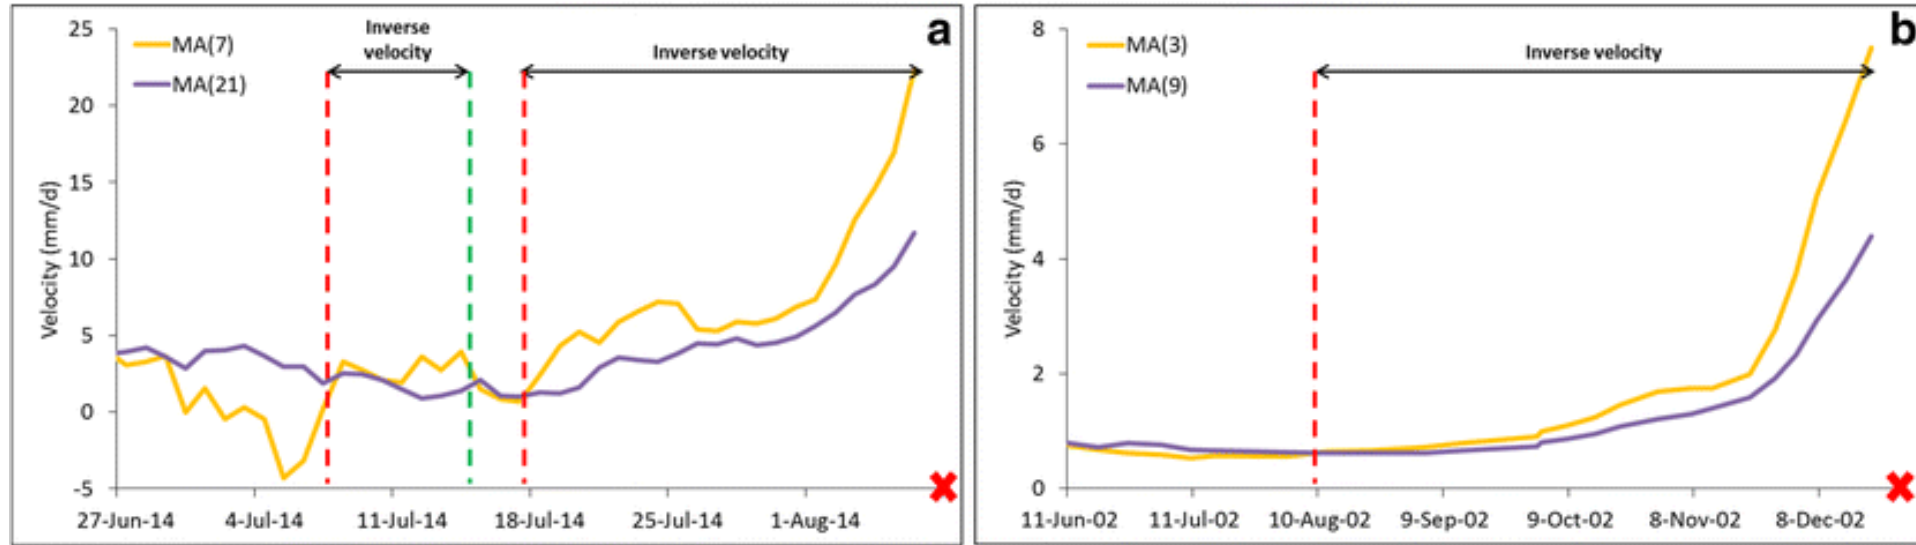 a
MA(7)
MA(21)
Inverse
velocity
Inverse velocity
Velocity (mm/d)
25
20
15
10
5
0
-5
27-Jun-14 4-Jul-14 11-Jul-14 18-Jul-14 25-Jul-14 1-Aug-14
b
MA(3)
MA(9)
Inverse velocity
Velocity (mm/d)
8
6
4
2
0
11-Jun-02 11-Jul-02 10-Aug-02 9-Sep-02 9-Oct-02 8-Nov-02 8-Dec-02